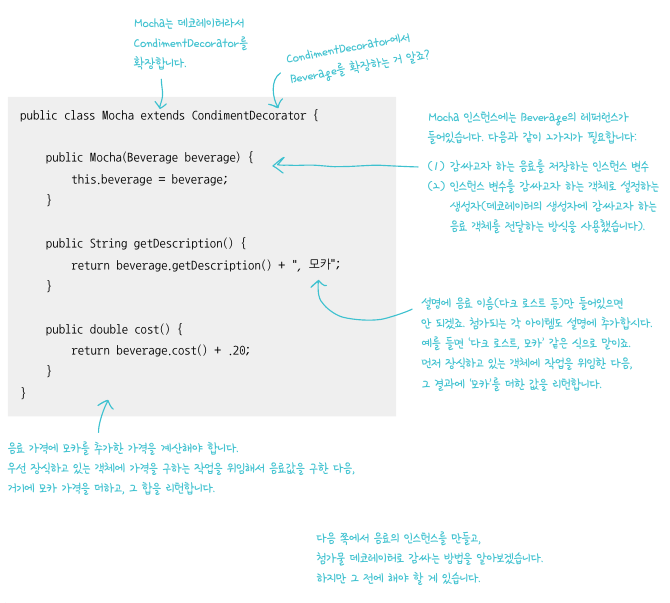 Mocha는 데코레이터라서
CondimentDecorator를
확장합니다.
CondimentDecorator에서
Beverage를 확장하는 거 알죠?
public class Mocha extends CondimentDecorator {
public Mocha(Beverage beverage) {
this.beverage = beverage;
}
public String getDescription() {
return beverage.getDescription() + ", 모카";
}
public double cost() {
return beverage.cost() + .20;
}
}
Mocha 인스턴스에는 Beverage의 레퍼런스가
들어있습니다. 다음과 같이 2가지가 필요합니다:
(1) 감싸고자 하는 음료를 저장하는 인스턴스 변수
(2) 인스턴스 변수를 감싸고자 하는 객체로 설정하는
생성자(데코레이터의 생성자에 감싸고자 하는
음료 객체를 전달하는 방식을 사용했습니다).
설명에 음료 이름(다크 로스트 등)만 들어있으면
안 되겠죠. 첨가되는 각 아이템도 설명에 추가합시다.
예를 들면 '다크 로스트, 모카' 같은 식으로 말이죠.
먼저 장식하고 있는 객체에 작업을 위임한 다음,
그 결과에 '모카'를 더한 값을 리턴합니다.
음료 가격에 모카를 추가한 가격을 계산해야 합니다.
우선 장식하고 있는 객체에 가격을 구하는 작업을 위임해서 음료값을 구한 다음,
거기에 모카 가격을 더하고, 그 합을 리턴합니다.
다음 쪽에서 음료의 인스턴스를 만들고,
첨가물 데코레이터로 감싸는 방법을 알아보겠습니다.
하지만 그 전에 해야 할 게 있습니다.